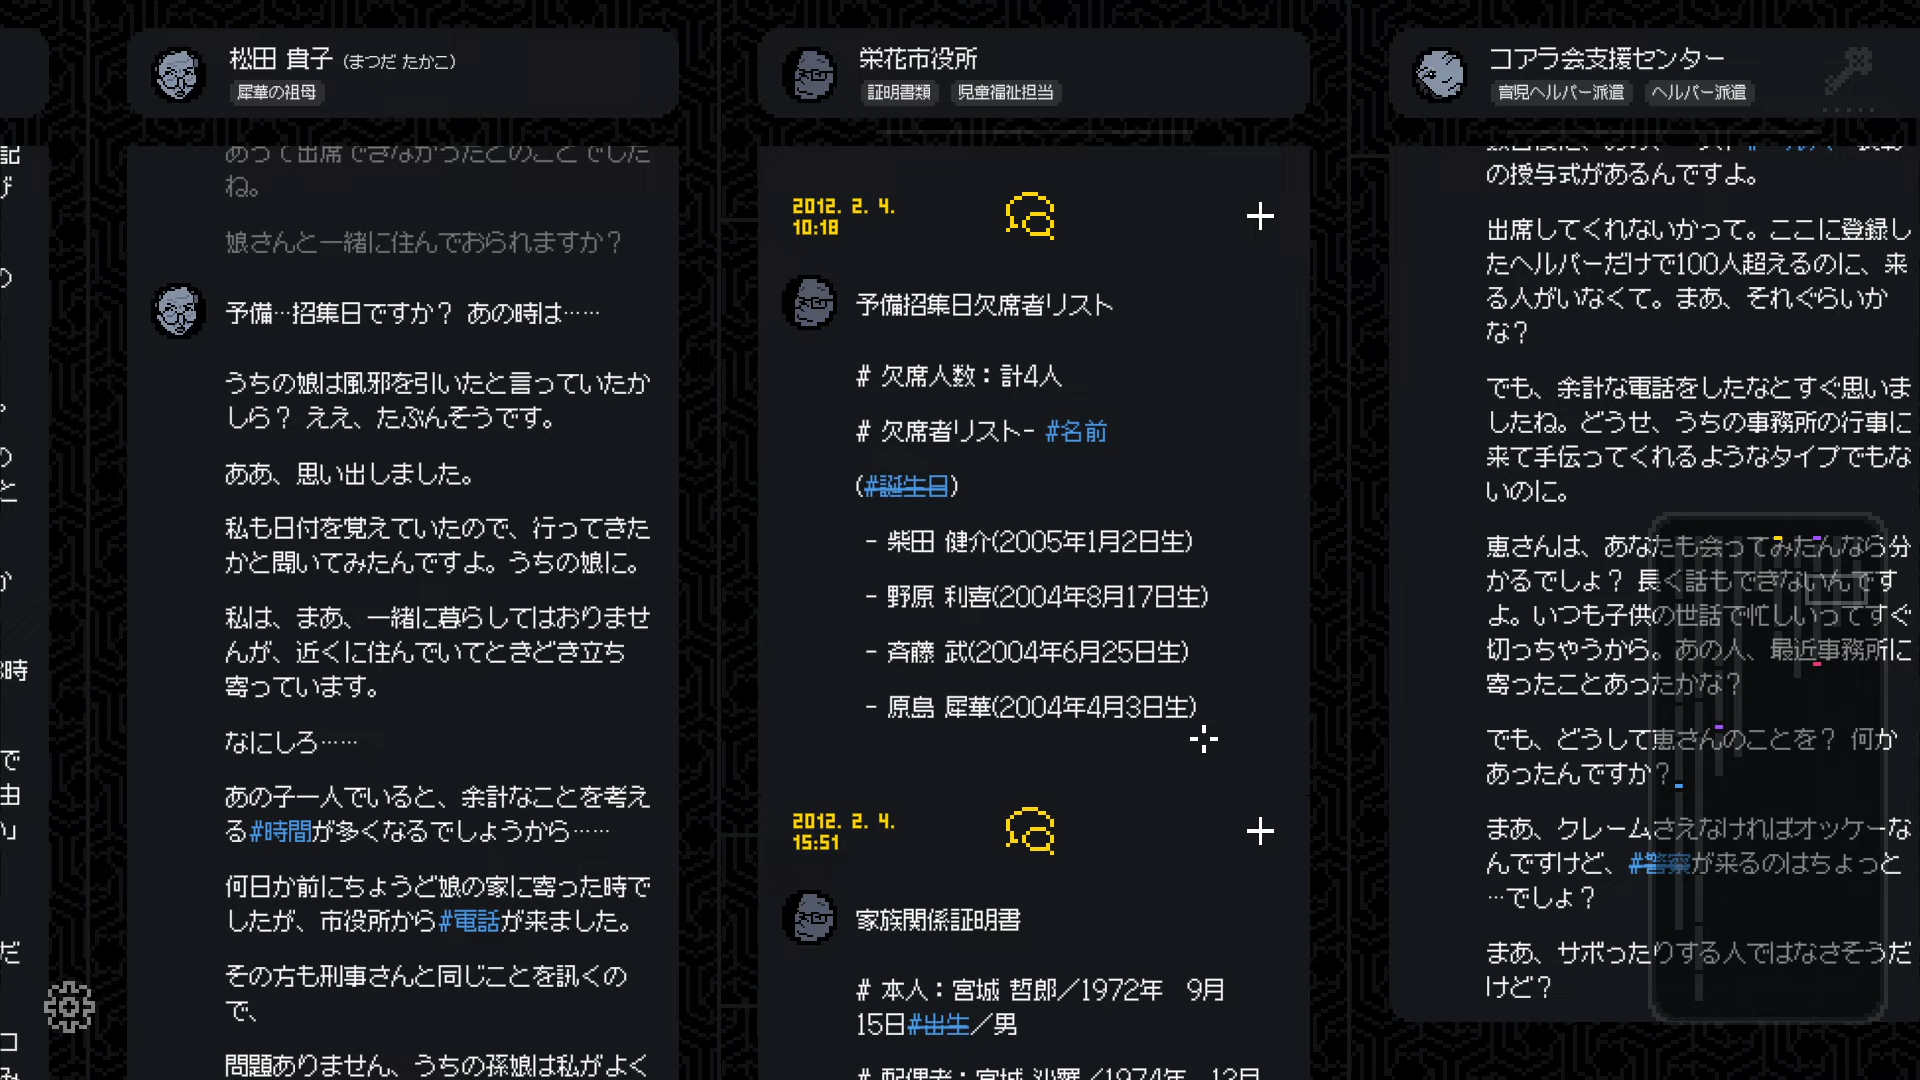 松田 貴子 (まつだ たかこ)
犀華の祖母
あって出席できなかったとのことでした
ね。
娘さんと一緒に住んでおられますか？
予備…招集日ですか？ あの時は……
うちの娘は風邪を引いたと言っていたか
しら？ ええ、たぶんそうです。
ああ、思い出しました。
私も日付を覚えていたので、行ってきた
かと聞いてみたんですよ。うちの娘に。
私は、まあ、一緒に暮らしてはおりませ
んが、近くに住んでいてときどき立ち
寄っています。
なにしろ……
あの子一人でいると、余計なことを考え
る#時間が多くなるでしょうから……
何日か前にちょうど娘の家に寄った時で
したが、市役所から#電話が来ました。
その方も刑事さんと同じことを訊くの
で、
問題ありません、うちの孫娘は私がよく
栄花市役所
証明書類 児童福祉担当
2012. 2. 4.
10:18
予備招集日欠席者リスト
# 欠席人数：計4人
# 欠席者リスト- #名前
(#誕生日)
- 柴田 健介(2005年1月2日生)
- 野原 利喜(2004年8月17日生)
- 斉藤 武(2004年6月25日生)
- 原島 犀華(2004年4月3日生)
2012. 2. 4.
15:51
家族関係証明書
# 本人：宮城 哲郎／1972年 9月
15日#出生／男
# 配偶者：宮城 沙羅／1974年 12月
コアラ会支援センター
育児ヘルパー派遣 ヘルパー派遣
の授与式があるんですよ。
出席してくれないかって。ここに登録し
たヘルパーだけで100人超えるのに、来
る人がいなくて。まあ、それぐらいか
な？
でも、余計な電話をしたなとすぐ思いま
したね。どうせ、うちの事務所の行事に
来て手伝ってくれるようなタイプでもな
いのに。
恵さんは、あなたも会ってみたんなら分
かるでしょ？ 長く話もできないんです
よ。いつも子供の世話で忙しいってすぐ
切っちゃうから。あの人、最近事務所に
寄ったことあったかな？
でも、どうして恵さんのことを？ 何か
あったんですか？
まあ、クレームさえなければオッケーな
んですけど、#警察が来るのはちょっと
…でしょ？
まあ、サボったりする人ではなさそうだ
けど？